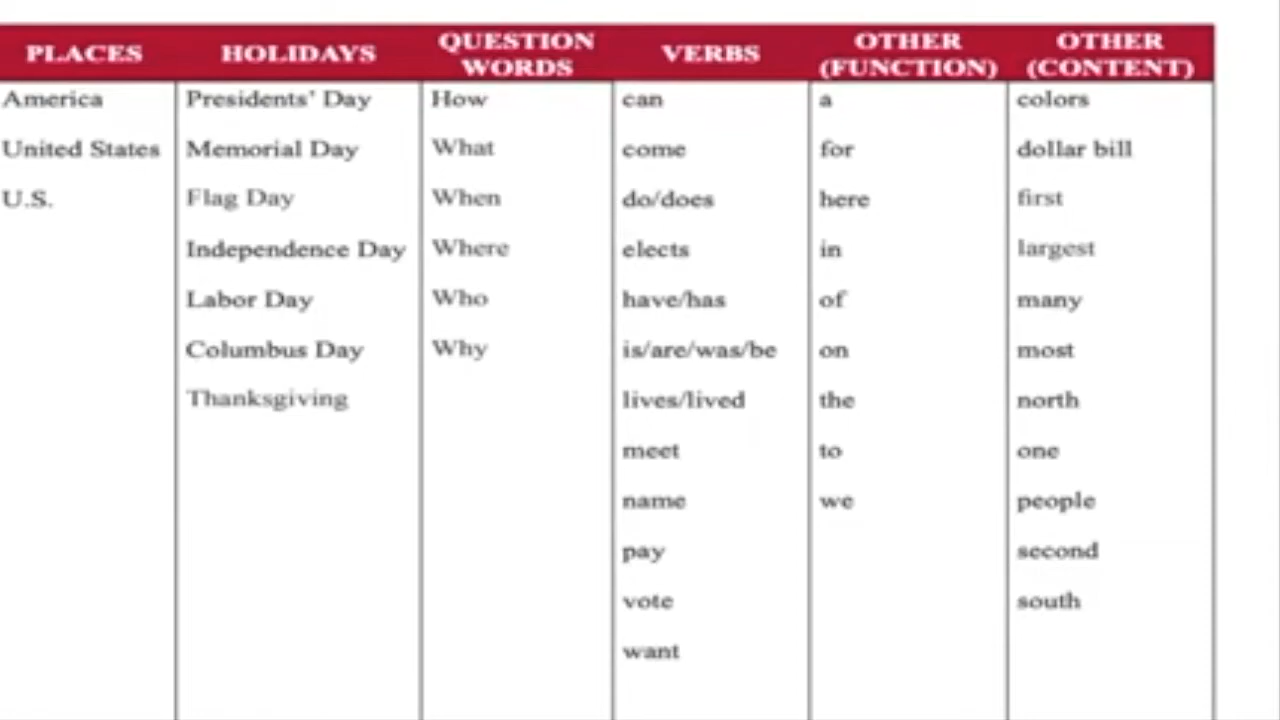 PLACES HOLIDAYS QUESTION WORDS VERBS OTHER (FUNCTION) OTHER (CONTENT)
America Presidents' Day How can a colors
United States Memorial Day What come for dollar bill
U.S. Flag Day When do/does here first
Independence Day Where elects in largest
Labor Day Who have/has of many
Columbus Day Why is/are/was/be on most
Thanksgiving lives/lived the north
meet to one
name we people
pay second
vote south
want